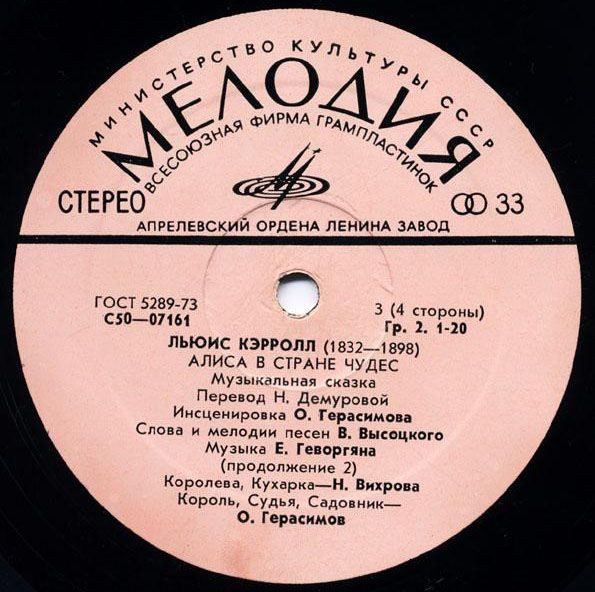 МИНИСТЕРСТВО КУЛЬТУРЫ СССР
МЕЛОДИЯ
ВСЕСОЮЗНАЯ ФИРМА ГРАМПЛАСТИНОК
СТЕРЕО
33
АПРЕЛЕВСКИЙ ОРДЕНА ЛЕНИНА ЗАВОД
ГОСТ 5289-73
С50—07161
3 (4 стороны)
Гр. 2. 1-20
ЛЬЮИС КЭРРОЛЛ (1832—1898)
АЛИСА В СТРАНЕ ЧУДЕС
Музыкальная сказка
Перевод Н. Демуровой
Инсценировка О. Герасимова
Слова и мелодии песен В. Высоцкого
Музыка Е. Геворгяна
(продолжение 2)
Королева, Кухарка—Н. Вихрова
Король, Судья, Садовник—
О. Герасимов